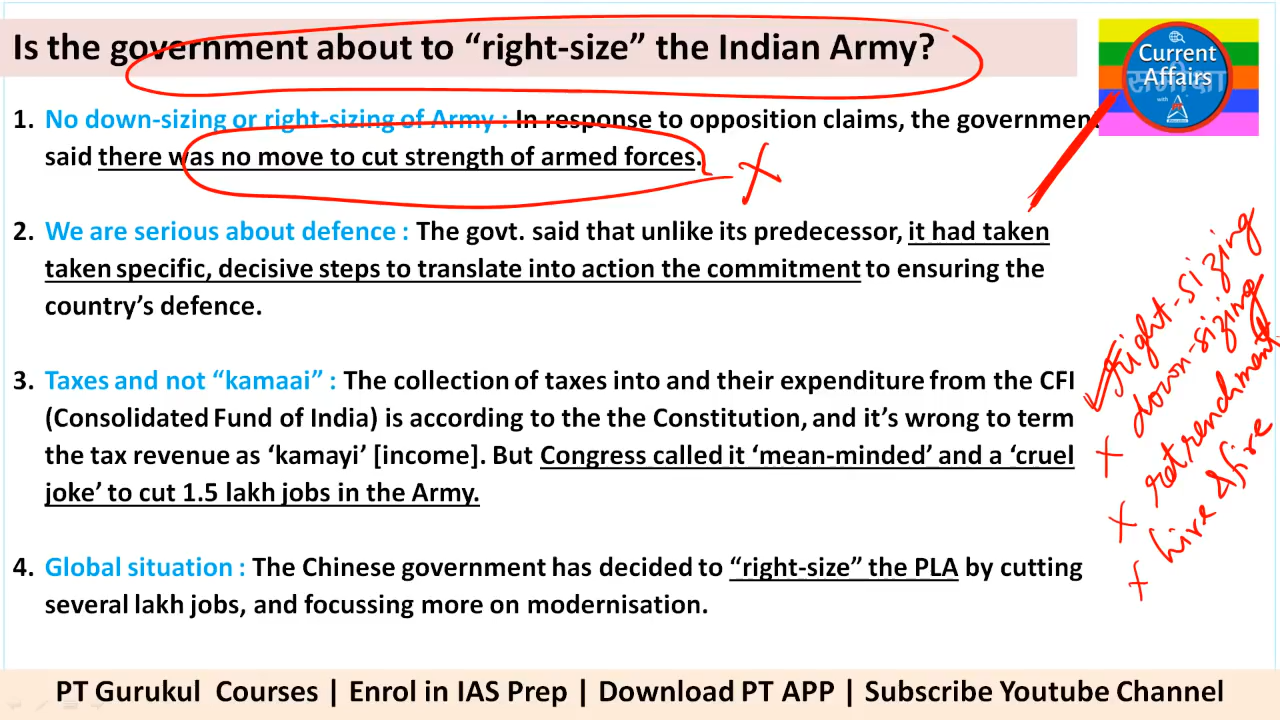 Is the government about to “right-size” the Indian Army?
Current
Affairs
with
1. No down-sizing or right-sizing of Army : In response to opposition claims, the government
said there was no move to cut strength of armed forces.
2. We are serious about defence : The govt. said that unlike its predecessor, it had taken
taken specific, decisive steps to translate into action the commitment to ensuring the
country’s defence.
3. Taxes and not “kamaai” : The collection of taxes into and their expenditure from the CFI
(Consolidated Fund of India) is according to the the Constitution, and it’s wrong to term
the tax revenue as ‘kamayi’ [income]. But Congress called it ‘mean-minded’ and a ‘cruel
joke’ to cut 1.5 lakh jobs in the Army.
4. Global situation : The Chinese government has decided to “right-size” the PLA by cutting
several lakh jobs, and focussing more on modernisation.
right-sizing
x down-sizing
x retrenchment
x hire & fire
PT Gurukul Courses | Enrol in IAS Prep | Download PT APP | Subscribe Youtube Channel